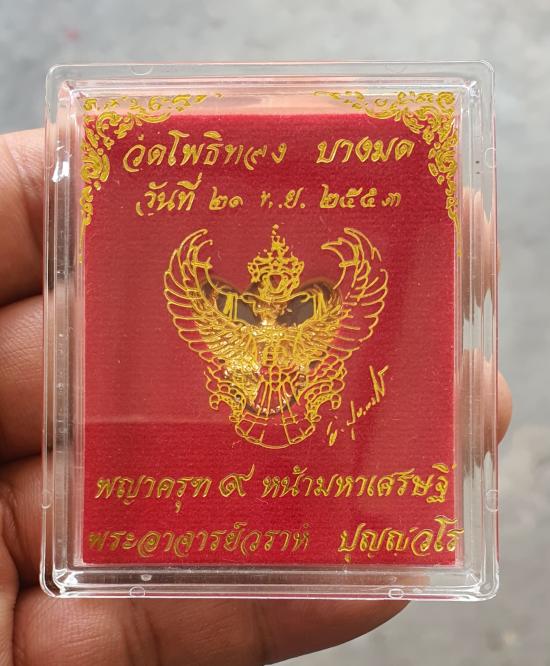 วัดโพธิทอง บางมด
วันที่ ๒๑ พ.ย. ๒๕๕๓
พญาครุฑ ๙ หน้ามหาเศรษฐี
พระอาจารย์วราห์ ปุญญวโร